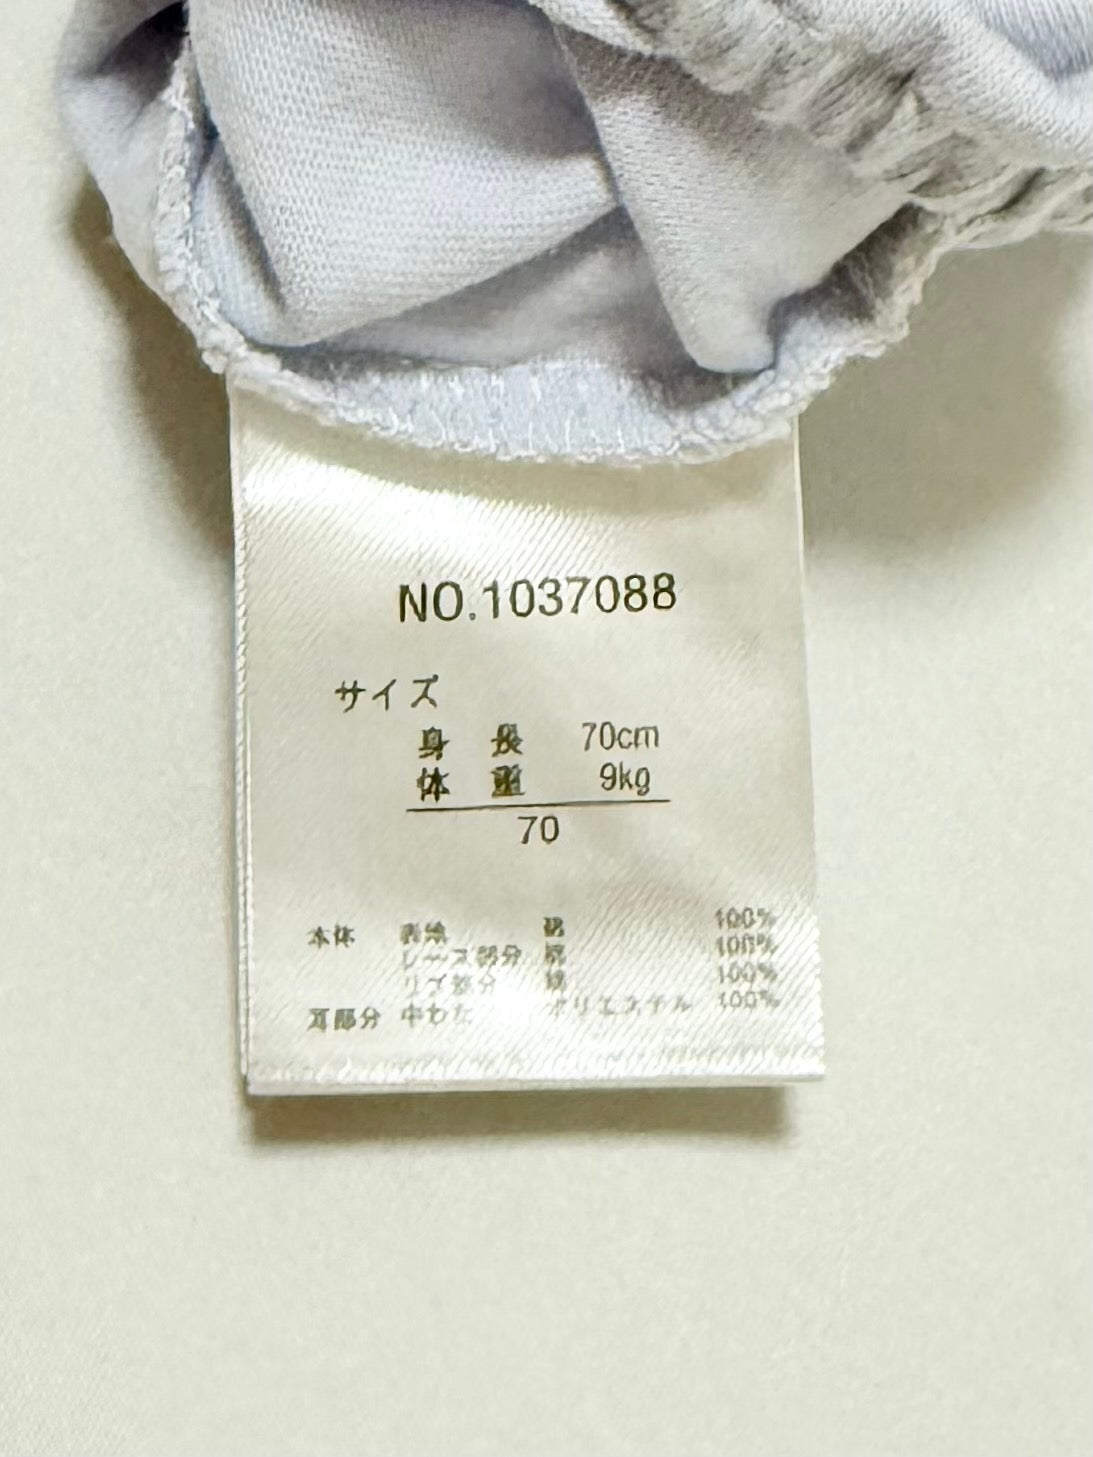 NO.1037088
サイズ
身 長 70cm
体 重 9kg
70
本体 表地 綿 100%
レース部分 綿 100%
リブ部分 綿 100%
耳部分 中わた ポリエステル 100%